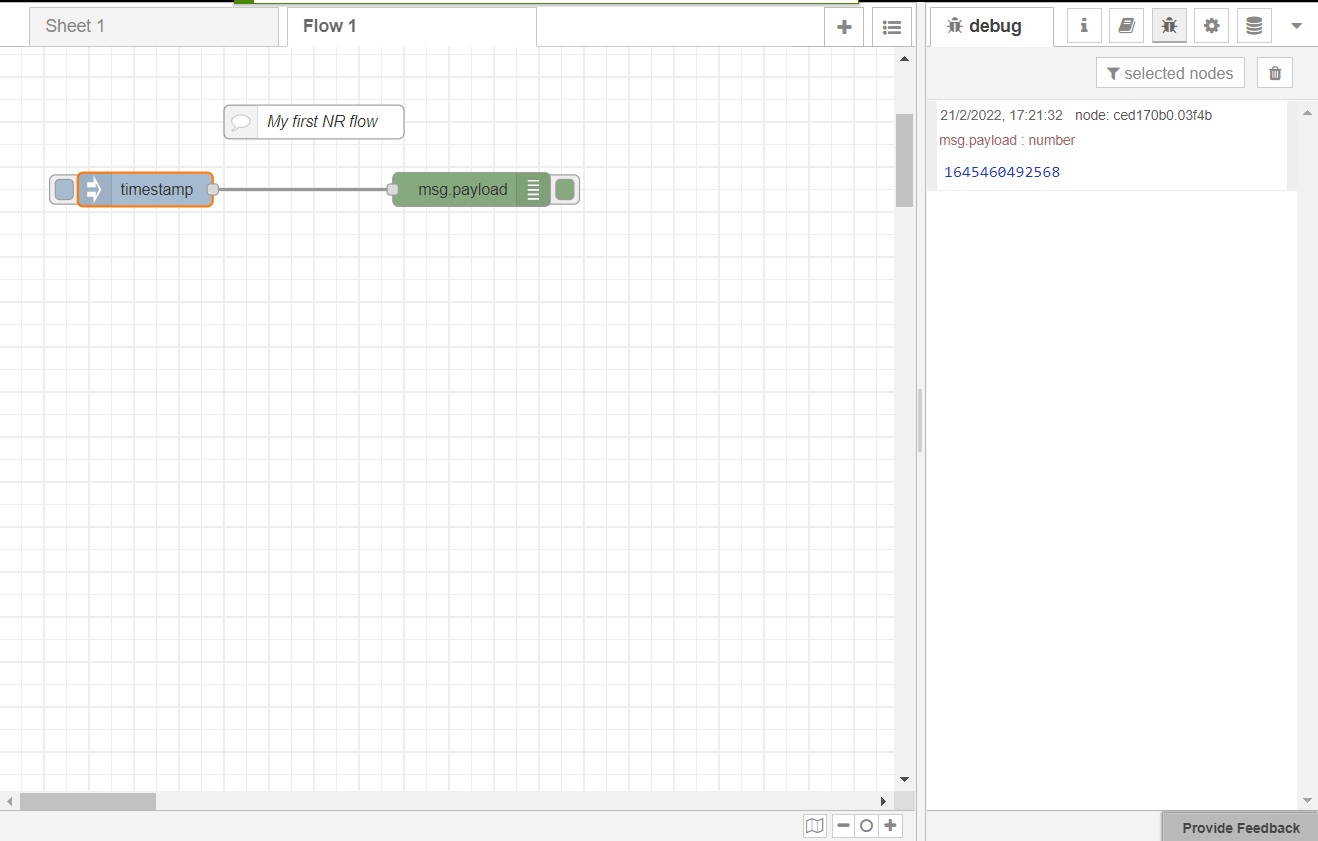 Sheet 1
Flow 1
debug
selected nodes
My first NR flow
timestamp
msg.payload
21/2/2022, 17:21:32 node: ced170b0.03f4b
msg.payload : number
1645460492568
Provide Feedback